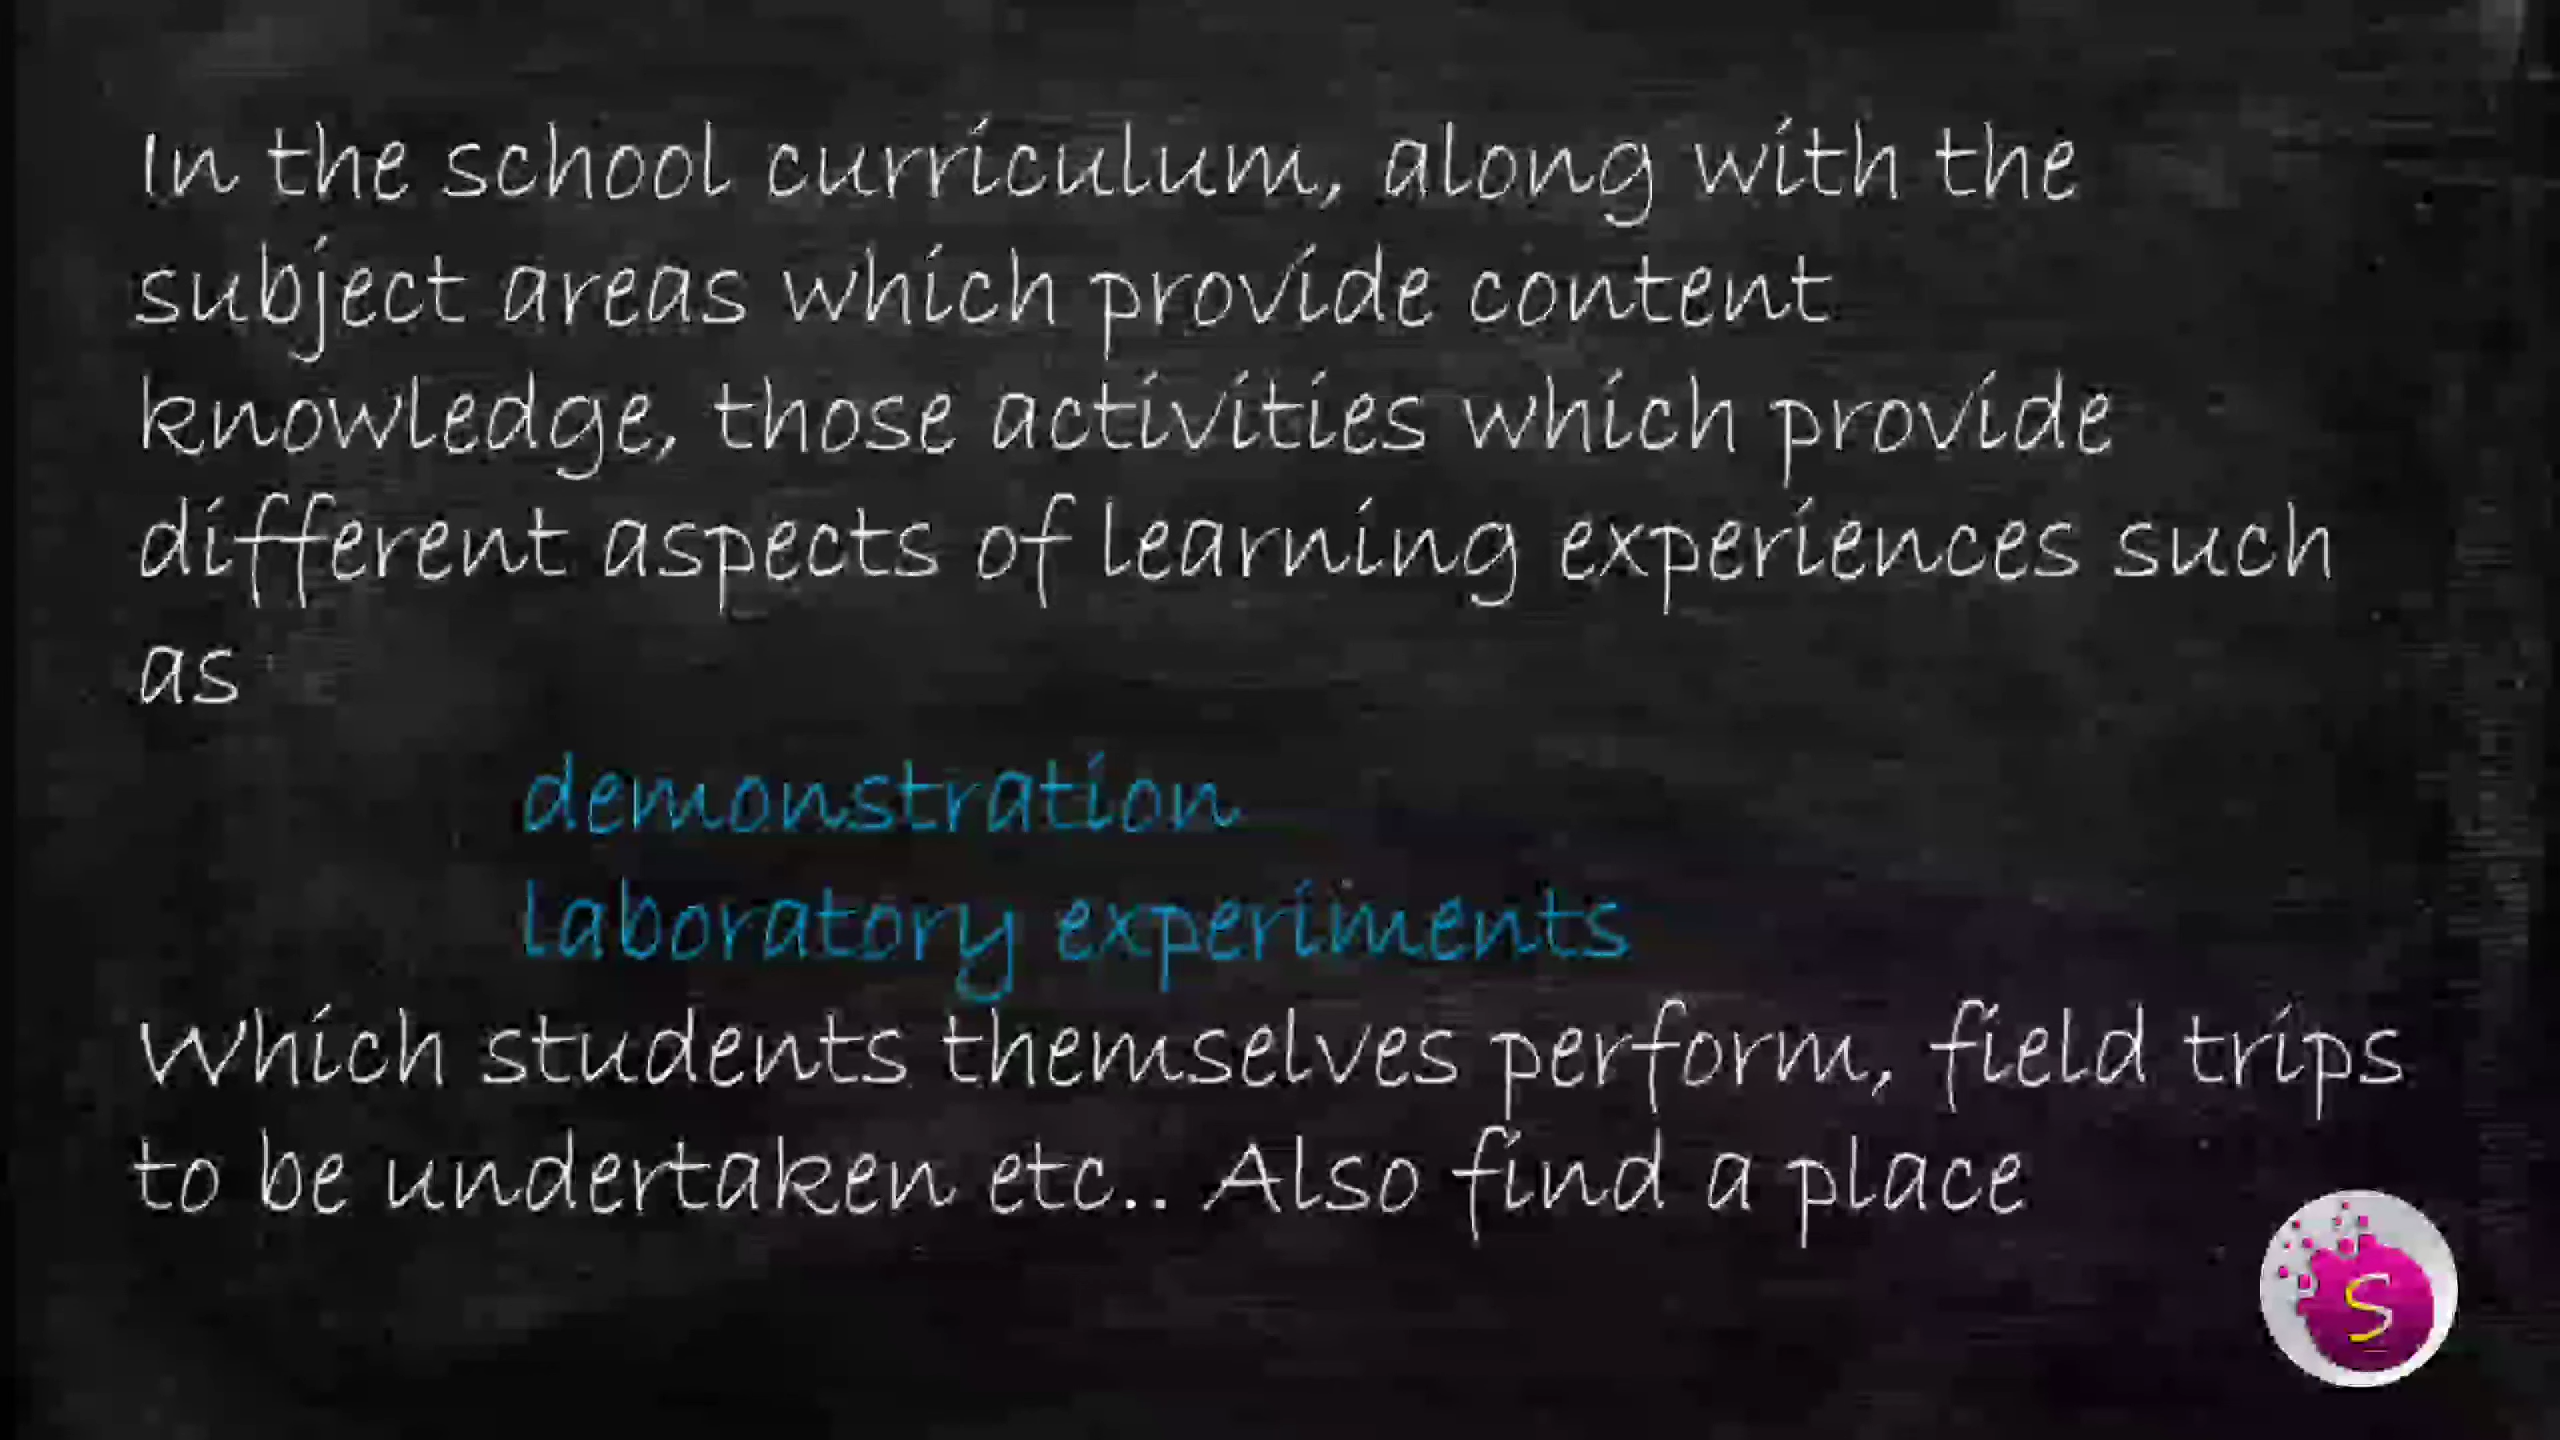 In the school curriculum, along with the
subject areas which provide content
knowledge, those activities which provide
different aspects of learning experiences such
as
demonstration
laboratory experiments
Which students themselves perform, field trips
to be undertaken etc.. Also find a place
S